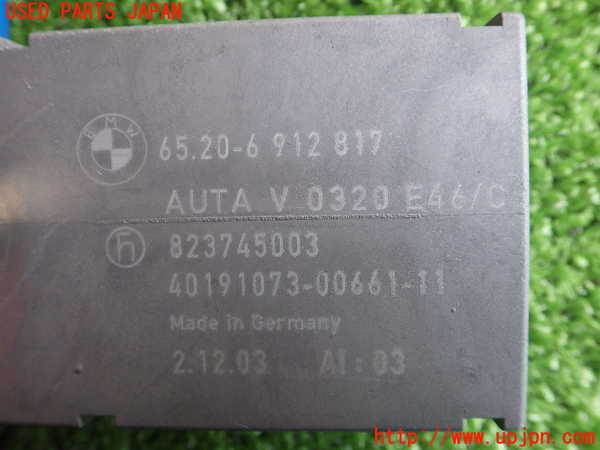 USED PARTS JAPAN
BMW
65.20-6 912 817
AUTA V 0320 E46/C
h 823745003
40191073-00661-11
Made in Germany
2.12.03 AI: 03
http://www.upjpn.com/